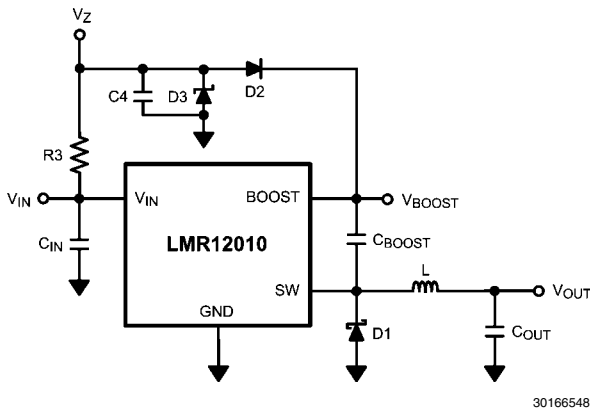 VZ
C4
D3
D2
R3
VIN
VIN
BOOST
VBOOST
CIN
LMR12010
CBOOST
SW
L
VOUT
GND
D1
COUT
30166548